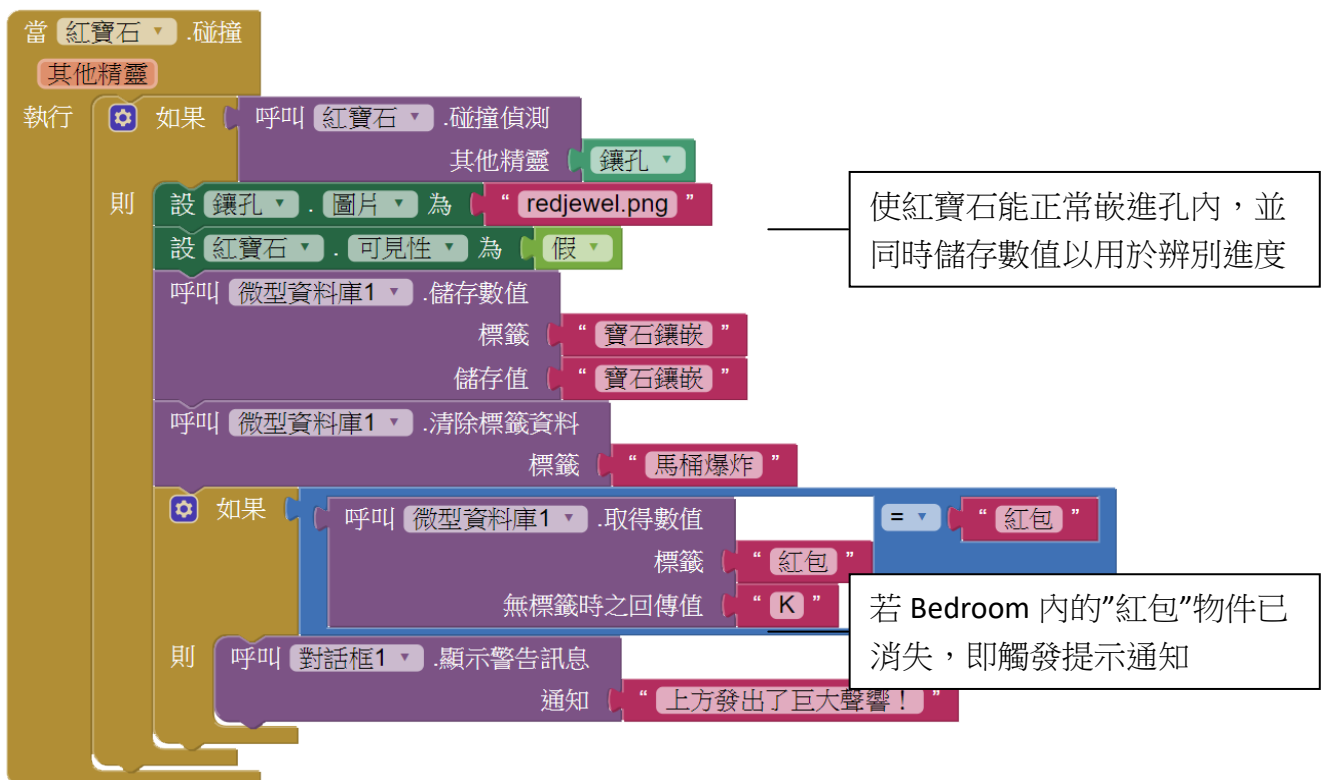 當 紅寶石 .碰撞
其他精靈
執行 如果 呼叫 紅寶石 .碰撞偵測
其他精靈 鑲孔
則 設 鑲孔 . 圖片 為 “ redjewel.png ”
設 紅寶石 . 可見性 為 假
呼叫 微型資料庫1 .儲存數值
標籤 “ 寶石鑲嵌 ”
儲存值 “ 寶石鑲嵌 ”
呼叫 微型資料庫1 .清除標籤資料
標籤 “ 馬桶爆炸 ”
如果 呼叫 微型資料庫1 .取得數值 = “ 紅包 ”
標籤 “ 紅包 ”
無標籤時之回傳值 “ K ”
則 呼叫 對話框1 .顯示警告訊息
通知 “ 上方發出了巨大聲響！ ”
使紅寶石能正常嵌進孔內，並
同時儲存數值以用於辨別進度
若 Bedroom 內的”紅包”物件已
消失，即觸發提示通知